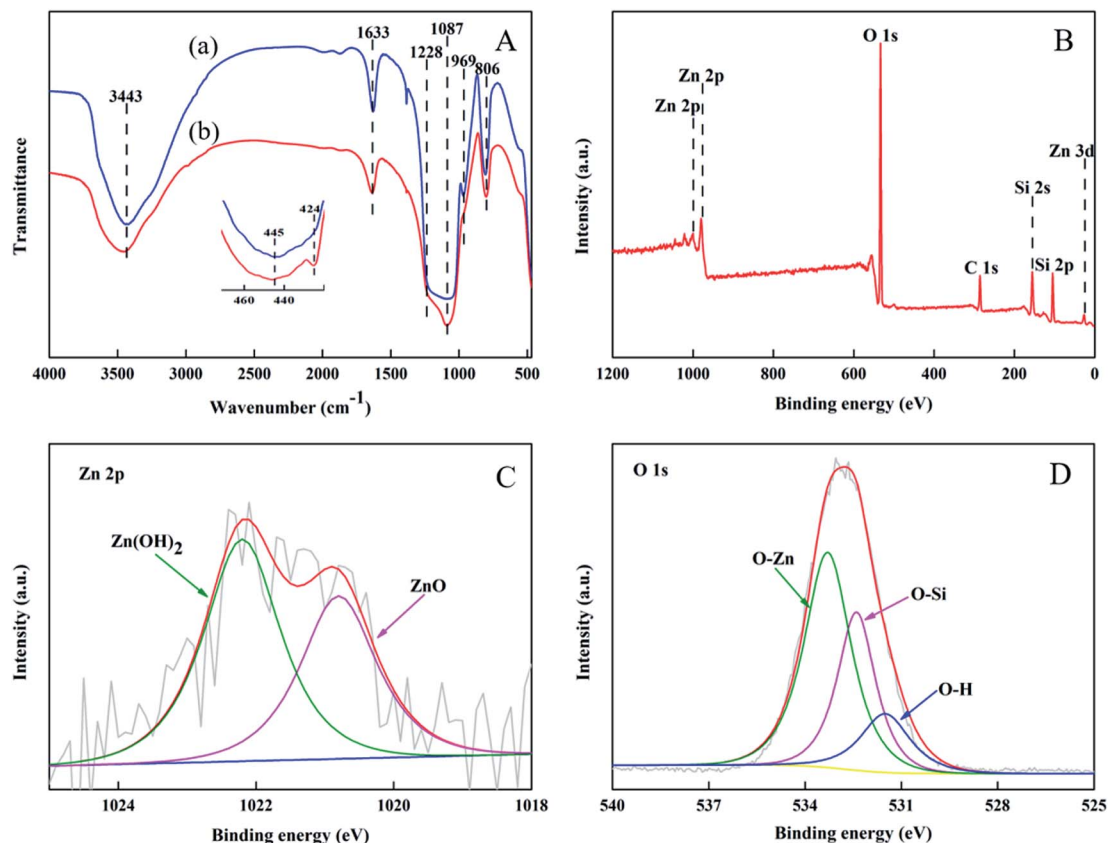 A
(a)
(b)
3443
1633
1228
1087
969
806
445
424
460 440
Transmittance
4000 3500 3000 2500 2000 1500 1000 500
Wavenumber (cm-1)
B
O 1s
Zn 2p
Zn 2p
Zn 3d
Si 2s
C 1s
Si 2p
Intensity (a.u.)
1200 1000 800 600 400 200 0
Binding energy (eV)
Zn 2p
C
Zn(OH)2
ZnO
Intensity (a.u.)
1024 1022 1020 1018
Binding energy (eV)
O 1s
D
O-Zn
O-Si
O-H
Intensity (a.u.)
540 537 534 531 528 525
Binding energy (eV)